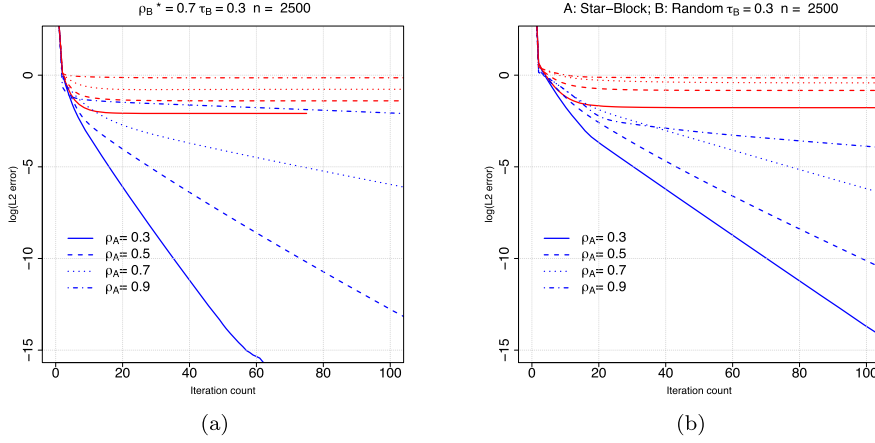 ρB * = 0.7 τB = 0.3 n = 2500
log(L2 error)
0
−5
−10
−15
ρA= 0.3
ρA= 0.5
ρA= 0.7
ρA= 0.9
0 20 40 60 80 100
Iteration count
(a)
A: Star−Block; B: Random τB = 0.3 n = 2500
log(L2 error)
0
−5
−10
−15
ρA= 0.3
ρA= 0.5
ρA= 0.7
ρA= 0.9
0 20 40 60 80 100
Iteration count
(b)